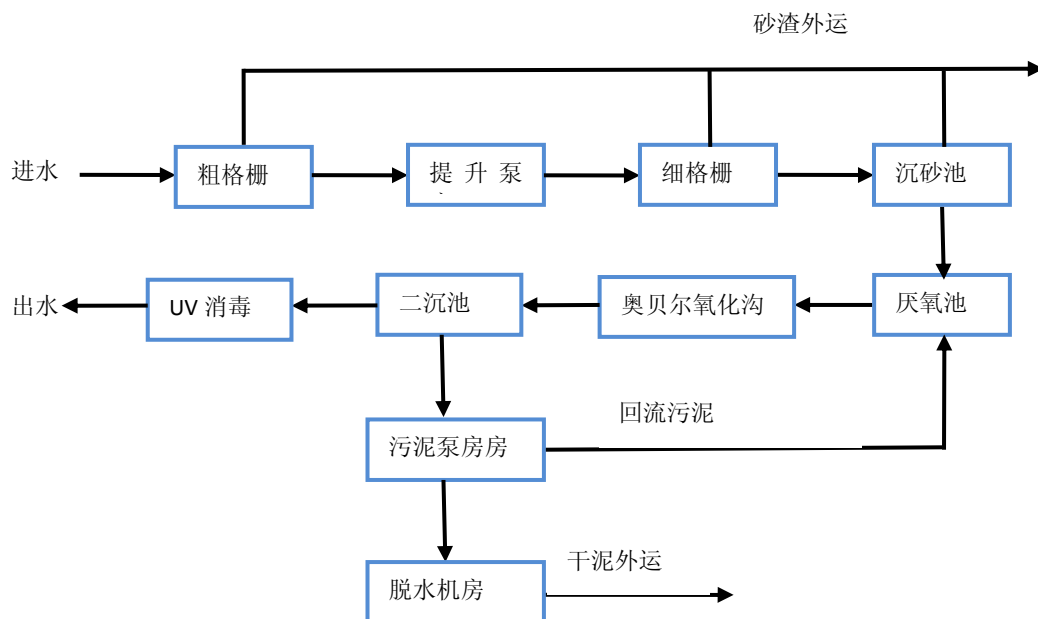 砂渣外运
进水
粗格栅
提升泵
细格栅
沉砂池
出水
UV 消毒
二沉池
奥贝尔氧化沟
厌氧池
回流污泥
污泥泵房房
干泥外运
脱水机房